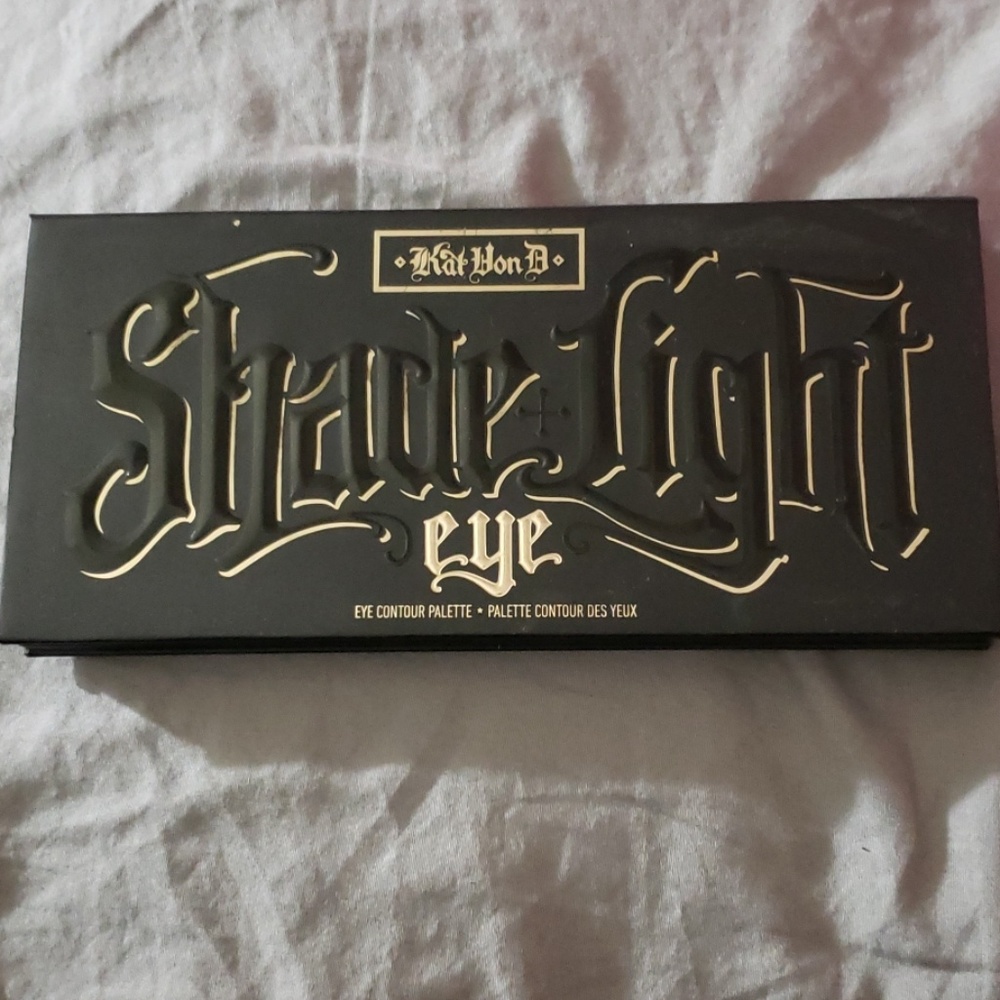 Kat Von D
Shade + Light
eye
EYE CONTOUR PALETTE • PALETTE CONTOUR DES YEUX